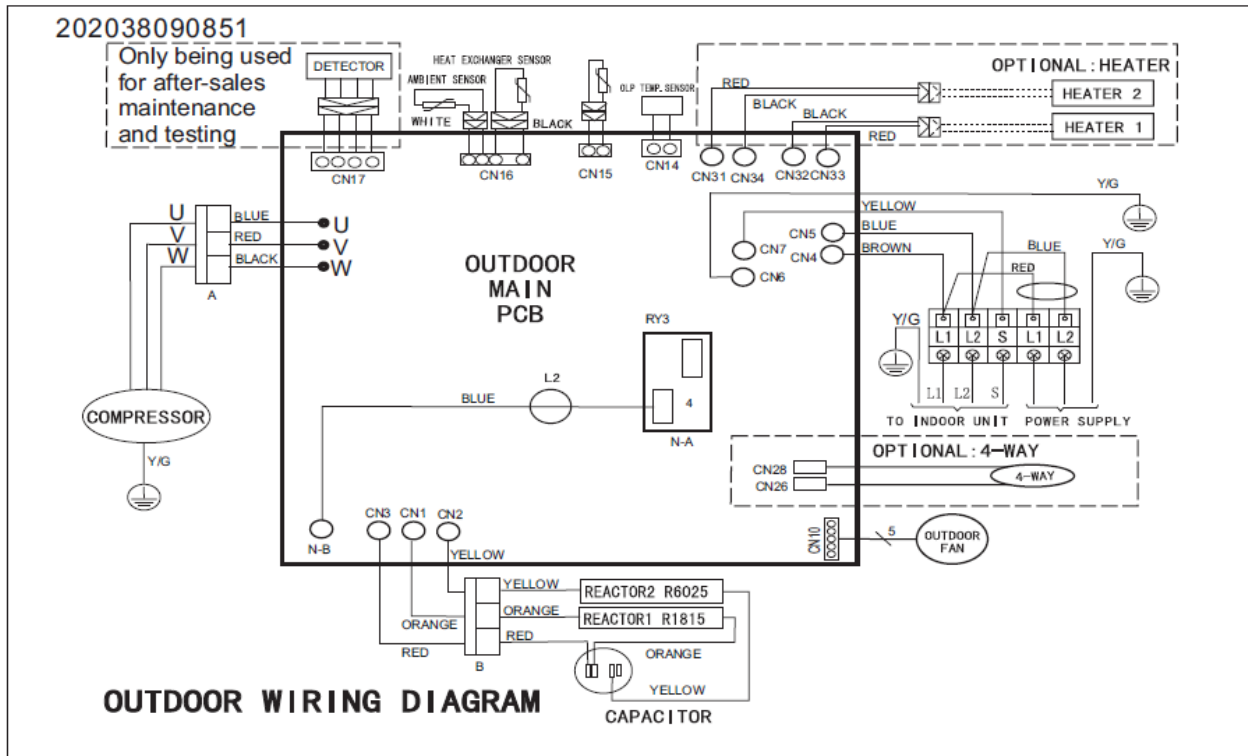 202038090851
Only being used
for after-sales
maintenance
and testing
DETECTOR
HEAT EXCHANGER SENSOR
AMBIENT SENSOR
WHITE
BLACK
OLP TEMP. SENSOR
CN17
CN16
CN15
CN14
OPTIONAL:HEATER
RED
BLACK
BLACK
RED
HEATER 2
HEATER 1
CN31
CN34
CN32
CN33
Y/G
YELLOW
BLUE
BROWN
CN5
CN4
CN7
CN6
BLUE
Y/G
RED
Y/G
L1
L2
S
L1
L2
L1
L2
S
TO INDOOR UNIT
POWER SUPPLY
U
V
W
BLUE
RED
BLACK
U
V
W
A
OUTDOOR
MAIN
PCB
RY3
4
N-A
L2
BLUE
COMPRESSOR
Y/G
OPTIONAL:4-WAY
CN28
CN26
4-WAY
CN10
5
OUTDOOR
FAN
N-B
CN3
CN1
CN2
YELLOW
ORANGE
RED
B
YELLOW
ORANGE
RED
REACTOR2 R6025
REACTOR1 R1815
ORANGE
YELLOW
CAPACITOR
OUTDOOR WIRING DIAGRAM